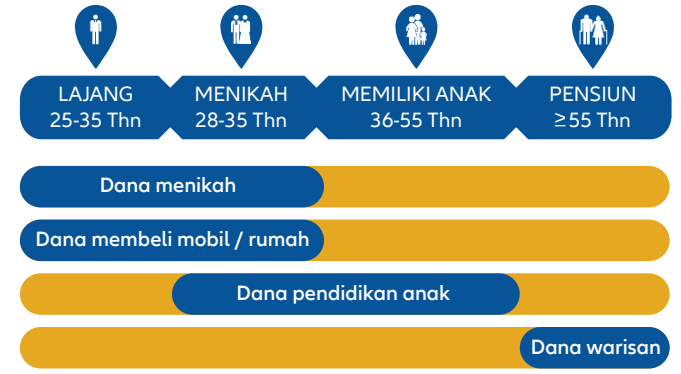 LAJANG
25-35 Thn
MENIKAH
28-35 Thn
MEMILIKI ANAK
36-55 Thn
PENSIUN
≥55 Thn
Dana menikah
Dana membeli mobil / rumah
Dana pendidikan anak
Dana warisan